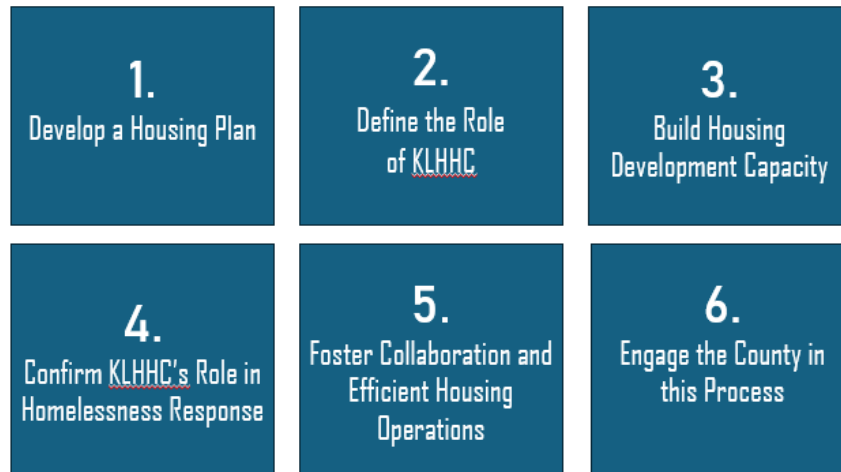 1.
Develop a Housing Plan
2.
Define the Role
of KLHHC
3.
Build Housing
Development Capacity
4.
Confirm KLHHC's Role in
Homelessness Response
5.
Foster Collaboration and
Efficient Housing
Operations
6.
Engage the County in
this Process